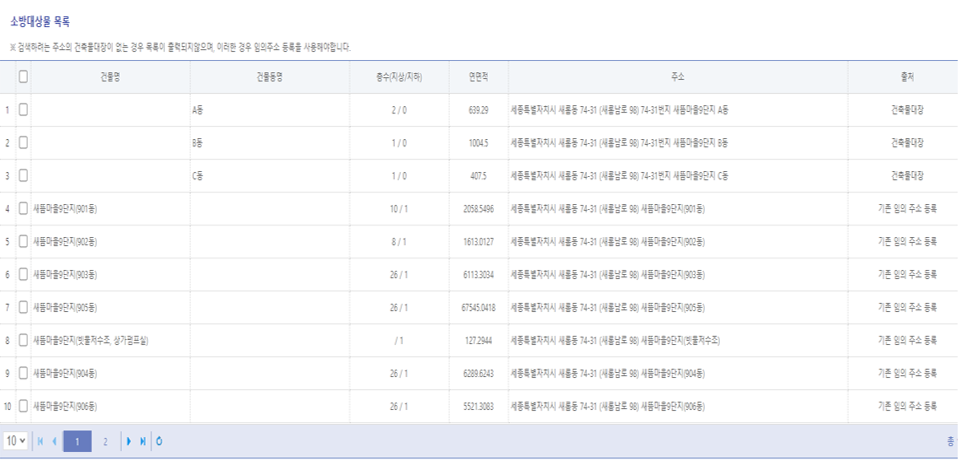 소방대상물 목록
※ 검색하려는 주소의 건축물대장이 없는 경우 목록이 출력되지않으며, 이러한 경우 임의주소 등록을 사용해야합니다.
건물명 건물동명 층수(지상/지하) 연면적 주소 출처
1 A동 2 / 0 639.29 세종특별자치시 새롬동 74-31 (새롬남로 98) 74-31번지 새뜸마을9단지 A동 건축물대장
2 B동 1 / 0 1004.5 세종특별자치시 새롬동 74-31 (새롬남로 98) 74-31번지 새뜸마을9단지 B동 건축물대장
3 C동 1 / 0 407.5 세종특별자치시 새롬동 74-31 (새롬남로 98) 74-31번지 새뜸마을9단지 C동 건축물대장
4 새뜸마을9단지(901동) 10 / 1 2058.5496 세종특별자치시 새롬동 74-31 (새롬남로 98) 새뜸마을9단지(901동) 기존 임의 주소 등록
5 새뜸마을9단지(902동) 8 / 1 1613.0127 세종특별자치시 새롬동 74-31 (새롬남로 98) 새뜸마을9단지(902동) 기존 임의 주소 등록
6 새뜸마을9단지(903동) 26 / 1 6113.3034 세종특별자치시 새롬동 74-31 (새롬남로 98) 새뜸마을9단지(903동) 기존 임의 주소 등록
7 새뜸마을9단지(905동) 26 / 1 67545.0418 세종특별자치시 새롬동 74-31 (새롬남로 98) 새뜸마을9단지(905동) 기존 임의 주소 등록
8 새뜸마을9단지(빗물저수조, 상가펌프실) / 1 127.2944 세종특별자치시 새롬동 74-31 (새롬남로 98) 새뜸마을9단지(빗물저수조) 기존 임의 주소 등록
9 새뜸마을9단지(904동) 26 / 1 6289.6243 세종특별자치시 새롬동 74-31 (새롬남로 98) 새뜸마을9단지(904동) 기존 임의 주소 등록
10 새뜸마을9단지(906동) 26 / 1 5521.3083 세종특별자치시 새롬동 74-31 (새롬남로 98) 새뜸마을9단지(906동) 기존 임의 주소 등록
10 1 2 총